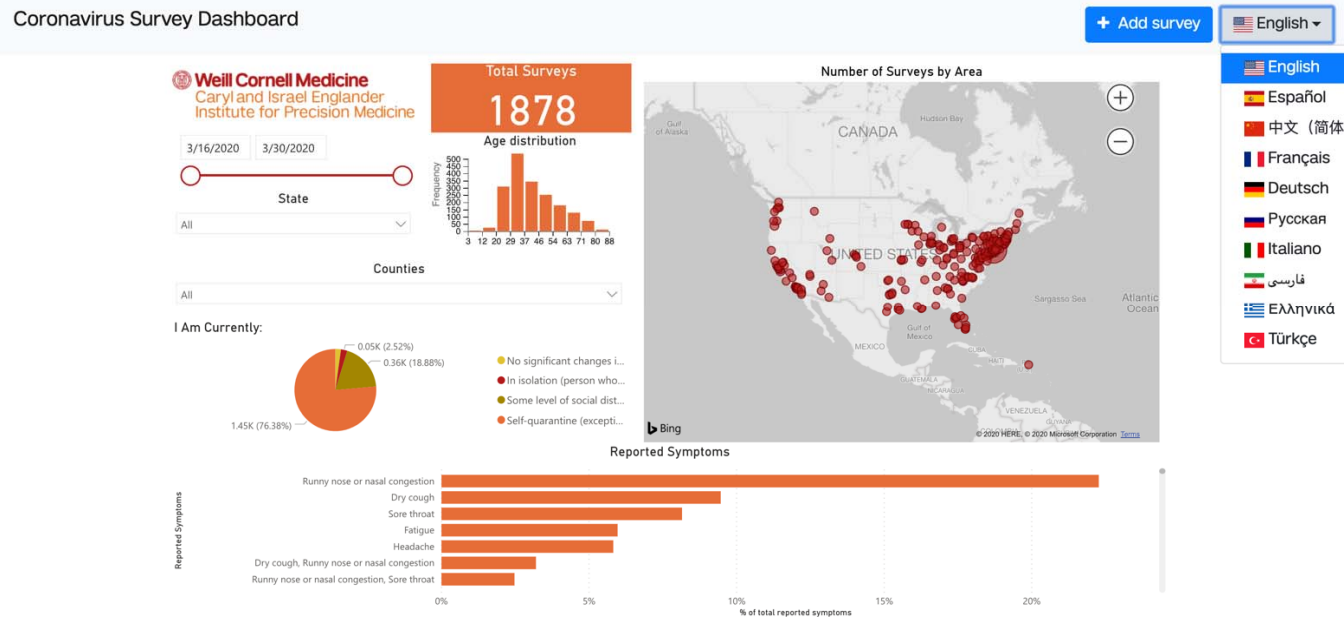 Coronavirus Survey Dashboard
+ Add survey
English
English
Español
中文（简体
Français
Deutsch
Русская
Italiano
فارسی
Ελληνικά
Türkçe
Weill Cornell Medicine
Caryl and Israel Englander
Institute for Precision Medicine
3/16/2020 3/30/2020
State
All
Counties
All
Total Surveys
1878
Age distribution
Frequency
500
450
400
350
300
250
200
150
100
50
0
3 12 20 29 37 46 54 63 71 80 88
I Am Currently:
0.05K (2.52%)
0.36K (18.88%)
1.45K (76.38%)
No significant changes i...
In isolation (person who...
Some level of social dist...
Self-quarantine (excepti...
Number of Surveys by Area
Gulf
of Alaska
CANADA
Hudson Bay
UNITED STATES
Sargasso Sea
Atlantic
Ocean
Gulf of
Mexico
MEXICO
CUBA
HAITI
GUATEMALA
NICARAGUA
VENEZUELA
GUYANA
COLOMBIA
Bing
© 2020 HERE, © 2020 Microsoft Corporation Terms
Reported Symptoms
Reported Symptoms
Runny nose or nasal congestion
Dry cough
Sore throat
Fatigue
Headache
Dry cough, Runny nose or nasal congestion
Runny nose or nasal congestion, Sore throat
0% 5% 10% 15% 20%
% of total reported symptoms